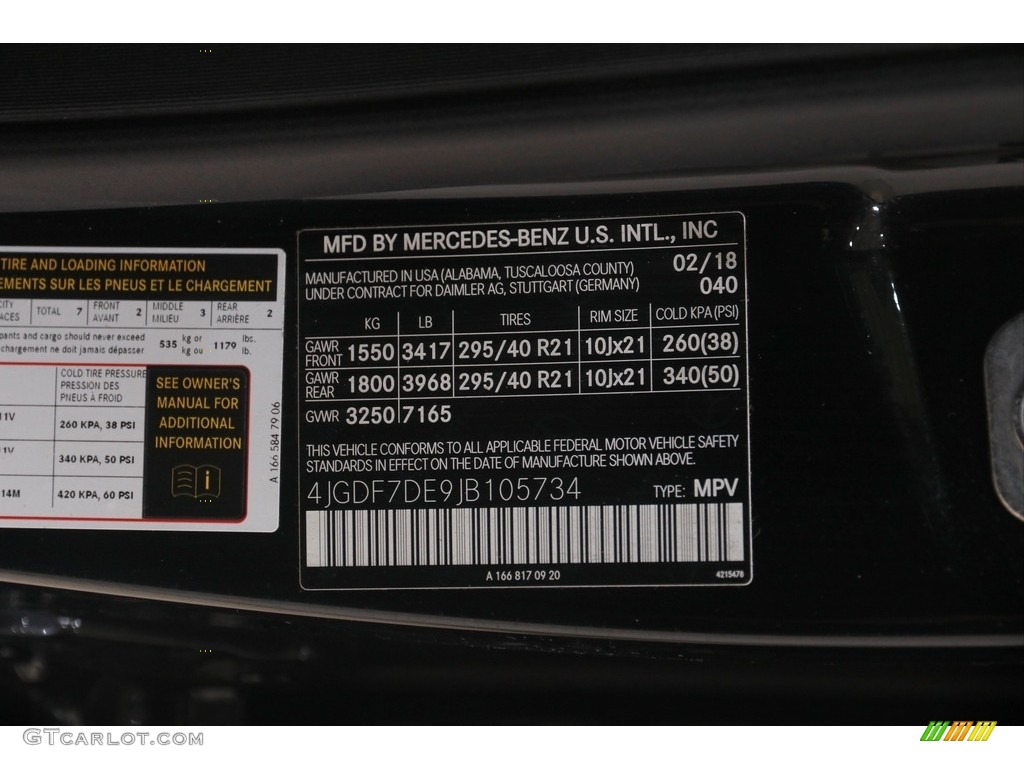 TIRE AND LOADING INFORMATION
EMENTS SUR LES PNEUS ET LE CHARGEMENT
CITY
ACES
TOTAL 7
FRONT
AVANT 2
MIDDLE
MILIEU 3
REAR
ARRIÈRE 2
pants and cargo should never exceed
chargement ne doit jamais dépasser
535 kg or
kg ou
1179 lbs.
lb.
COLD TIRE PRESSURE
PRESSION DES
PNEUS À FROID
11V
260 KPA, 38 PSI
11V
340 KPA, 50 PSI
14M
420 KPA, 60 PSI
SEE OWNER'S
MANUAL FOR
ADDITIONAL
INFORMATION
i
A 166 584 79 06
MFD BY MERCEDES-BENZ U.S. INTL., INC
MANUFACTURED IN USA (ALABAMA, TUSCALOOSA COUNTY)
UNDER CONTRACT FOR DAIMLER AG, STUTTGART (GERMANY)
02/18
040
KG LB TIRES RIM SIZE COLD KPA (PSI)
GAWR
FRONT 1550 3417 295/40 R21 10Jx21 260(38)
GAWR
REAR 1800 3968 295/40 R21 10Jx21 340(50)
GVWR 3250 7165
THIS VEHICLE CONFORMS TO ALL APPLICABLE FEDERAL MOTOR VEHICLE SAFETY
STANDARDS IN EFFECT ON THE DATE OF MANUFACTURE SHOWN ABOVE.
4JGDF7DE9JB105734 TYPE: MPV
A 166 817 09 20 4215478
GTCarlot.com